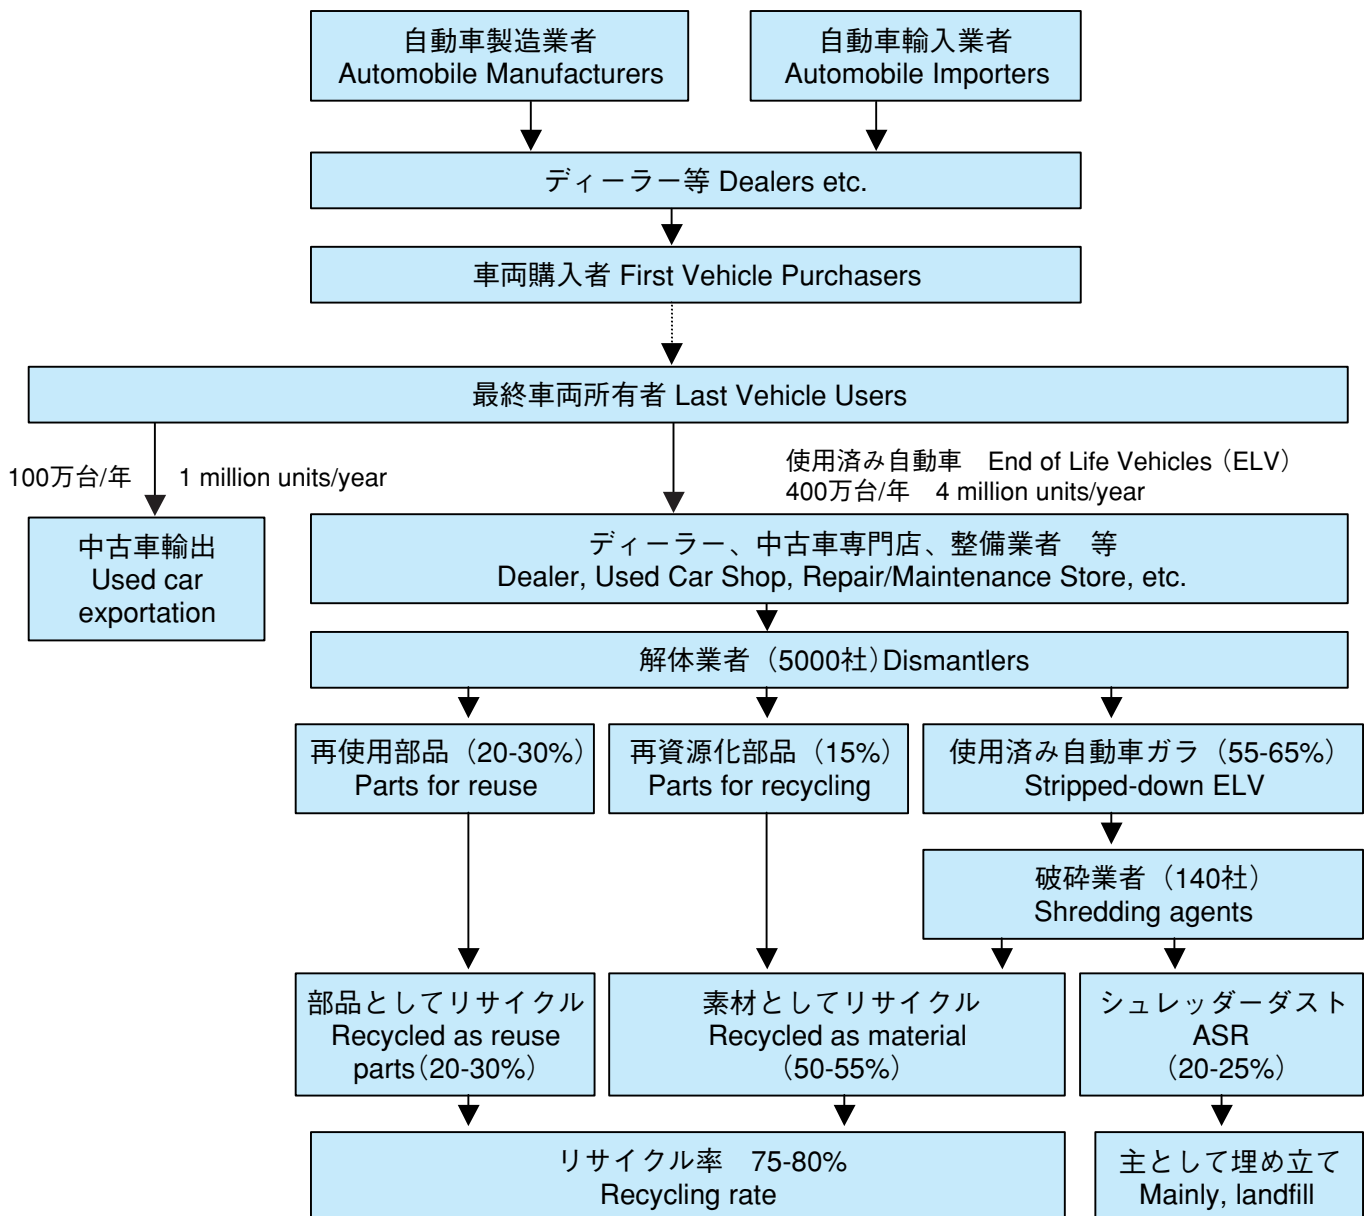 自動車製造業者
Automobile Manufacturers
自動車輸入業者
Automobile Importers
ディーラー等 Dealers etc.
車両購入者 First Vehicle Purchasers
最終車両所有者 Last Vehicle Users
100万台/年　1 million units/year
使用済み自動車　End of Life Vehicles（ELV）
400万台/年　4 million units/year
中古車輸出
Used car
exportation
ディーラー、中古車専門店、整備業者　等
Dealer, Used Car Shop, Repair/Maintenance Store, etc.
解体業者（5000社）Dismantlers
再使用部品（20-30%）
Parts for reuse
再資源化部品（15%）
Parts for recycling
使用済み自動車ガラ（55-65%）
Stripped-down ELV
破砕業者（140社）
Shredding agents
部品としてリサイクル
Recycled as reuse
parts（20-30%）
素材としてリサイクル
Recycled as material
（50-55%）
シュレッダーダスト
ASR
（20-25%）
リサイクル率　75-80%
Recycling rate
主として埋め立て
Mainly, landfill